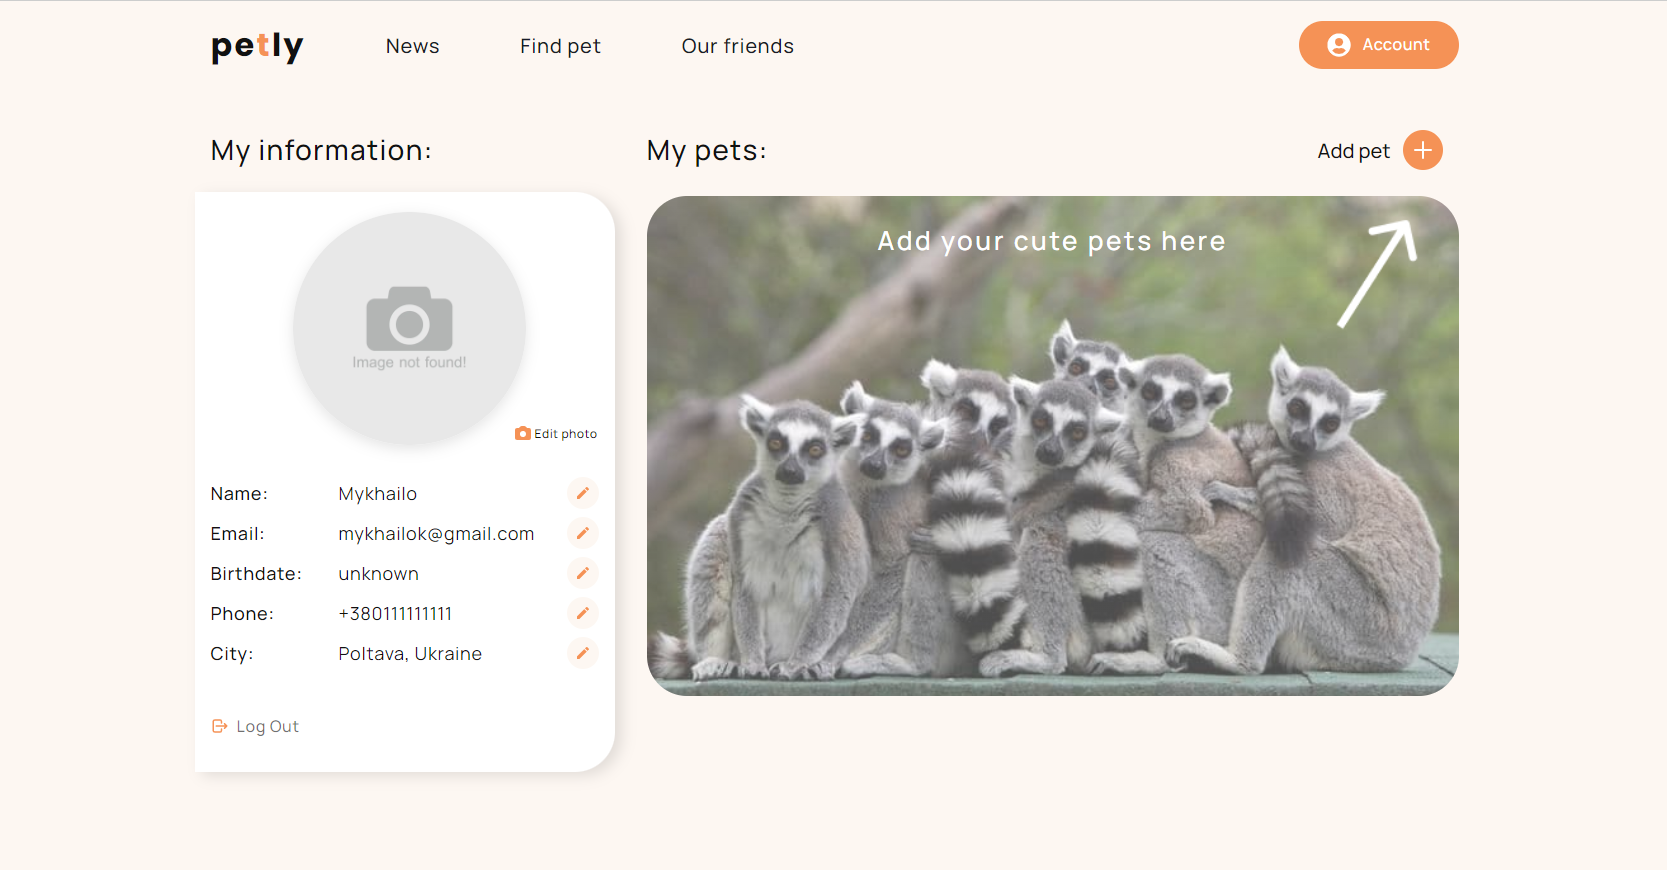 petly
News
Find pet
Our friends
Account
My information:
Image not found!
Edit photo
Name: Mykhailo
Email: mykhailok@gmail.com
Birthdate: unknown
Phone: +380111111111
City: Poltava, Ukraine
Log Out
My pets:
Add pet
Add your cute pets here